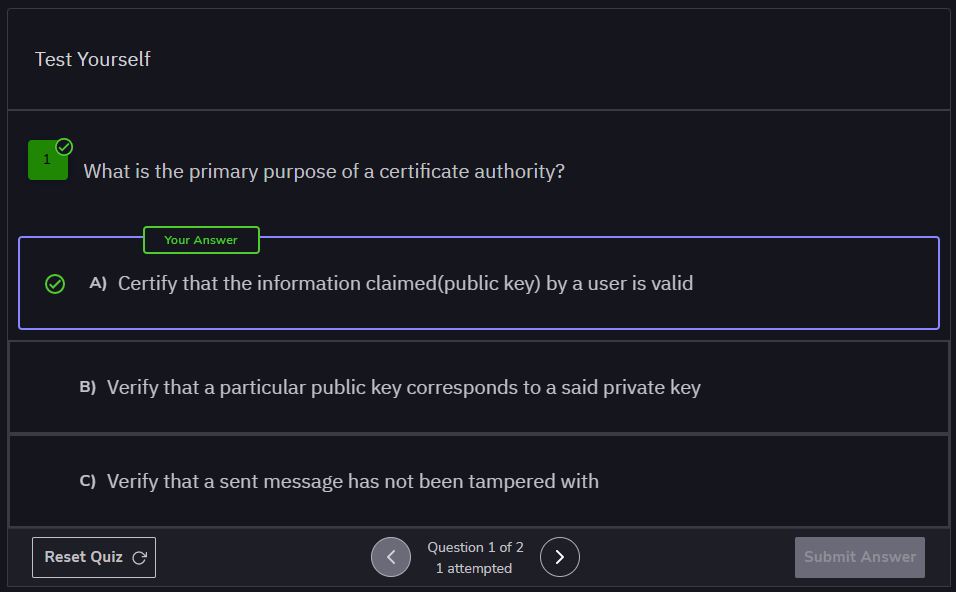 Test Yourself
1
What is the primary purpose of a certificate authority?
Your Answer
A) Certify that the information claimed(public key) by a user is valid
B) Verify that a particular public key corresponds to a said private key
C) Verify that a sent message has not been tampered with
Reset Quiz
Question 1 of 2
1 attempted
Submit Answer